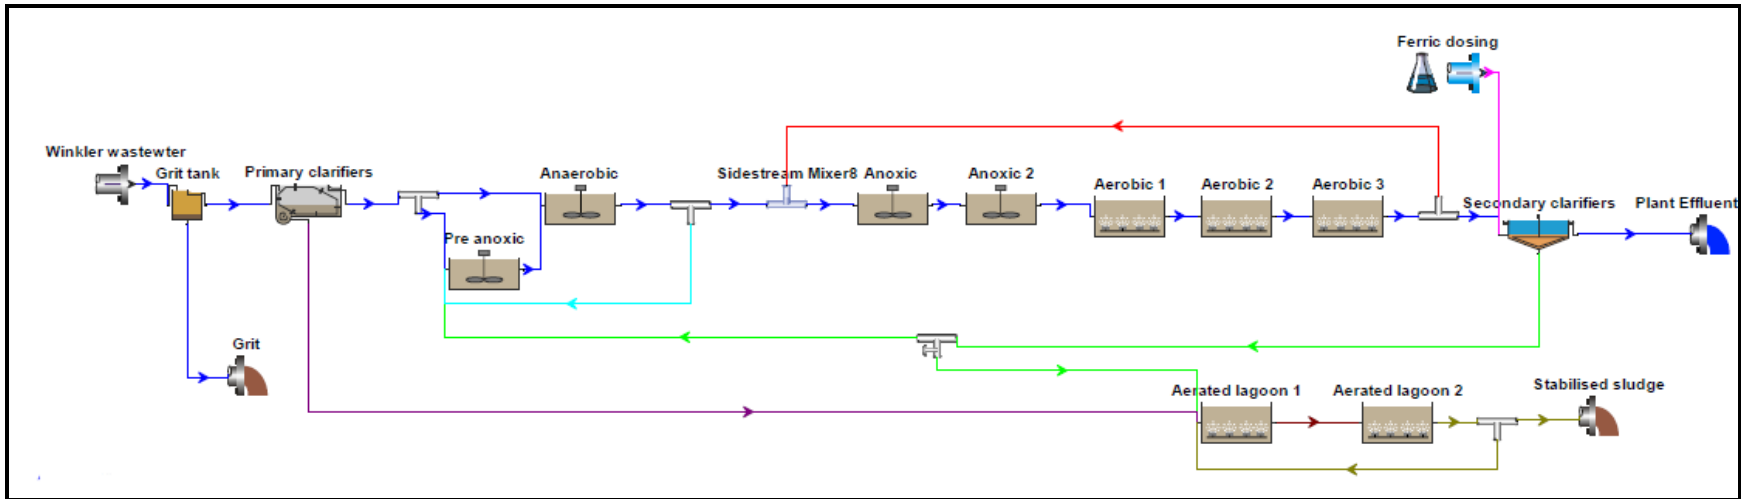 Ferric dosing
Winkler wastewter
Grit tank
Primary clarifiers
Anaerobic
Sidestream Mixer8
Anoxic
Anoxic 2
Aerobic 1
Aerobic 2
Aerobic 3
Secondary clarifiers
Plant Effluent
Pre anoxic
Grit
Aerated lagoon 1
Aerated lagoon 2
Stabilised sludge